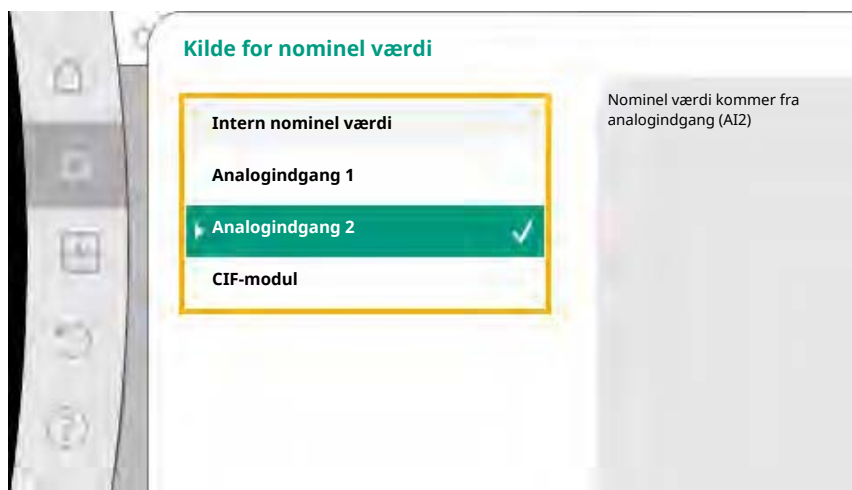 Kilde for nominel værdi
Intern nominel værdi
Analogindgang 1
Analogindgang 2
CIF-modul
Nominel værdi kommer fra
analogindgang (AI2)